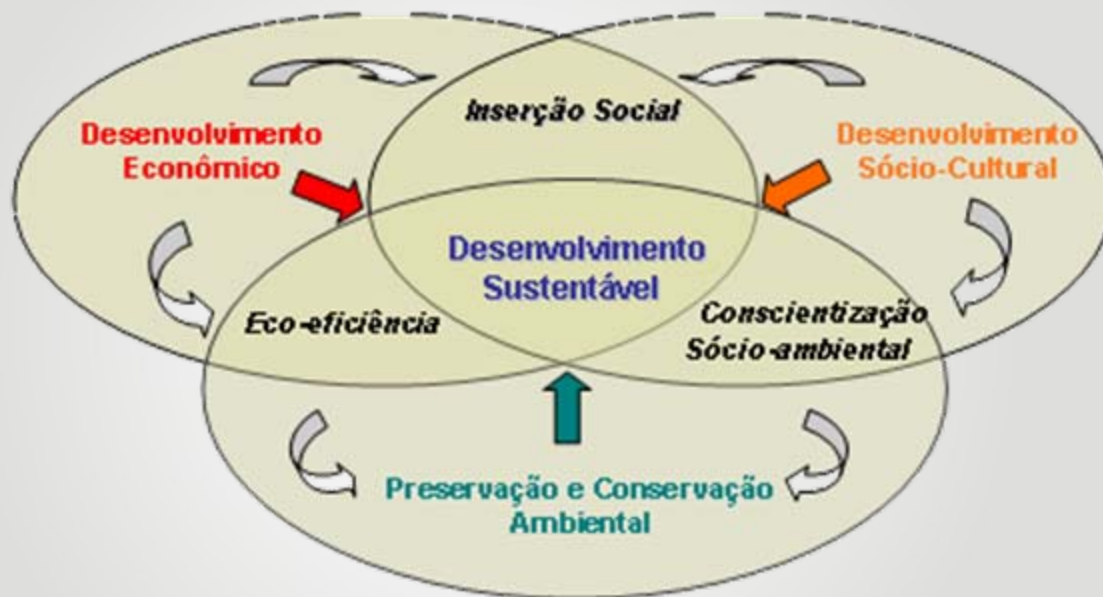 Inserção Social
Desenvolvimento
Econômico
Desenvolvimento
Sócio-Cultural
Desenvolvimento
Sustentável
Eco-eficiência
Conscientização
Sócio-ambiental
Preservação e Conservação
Ambiental